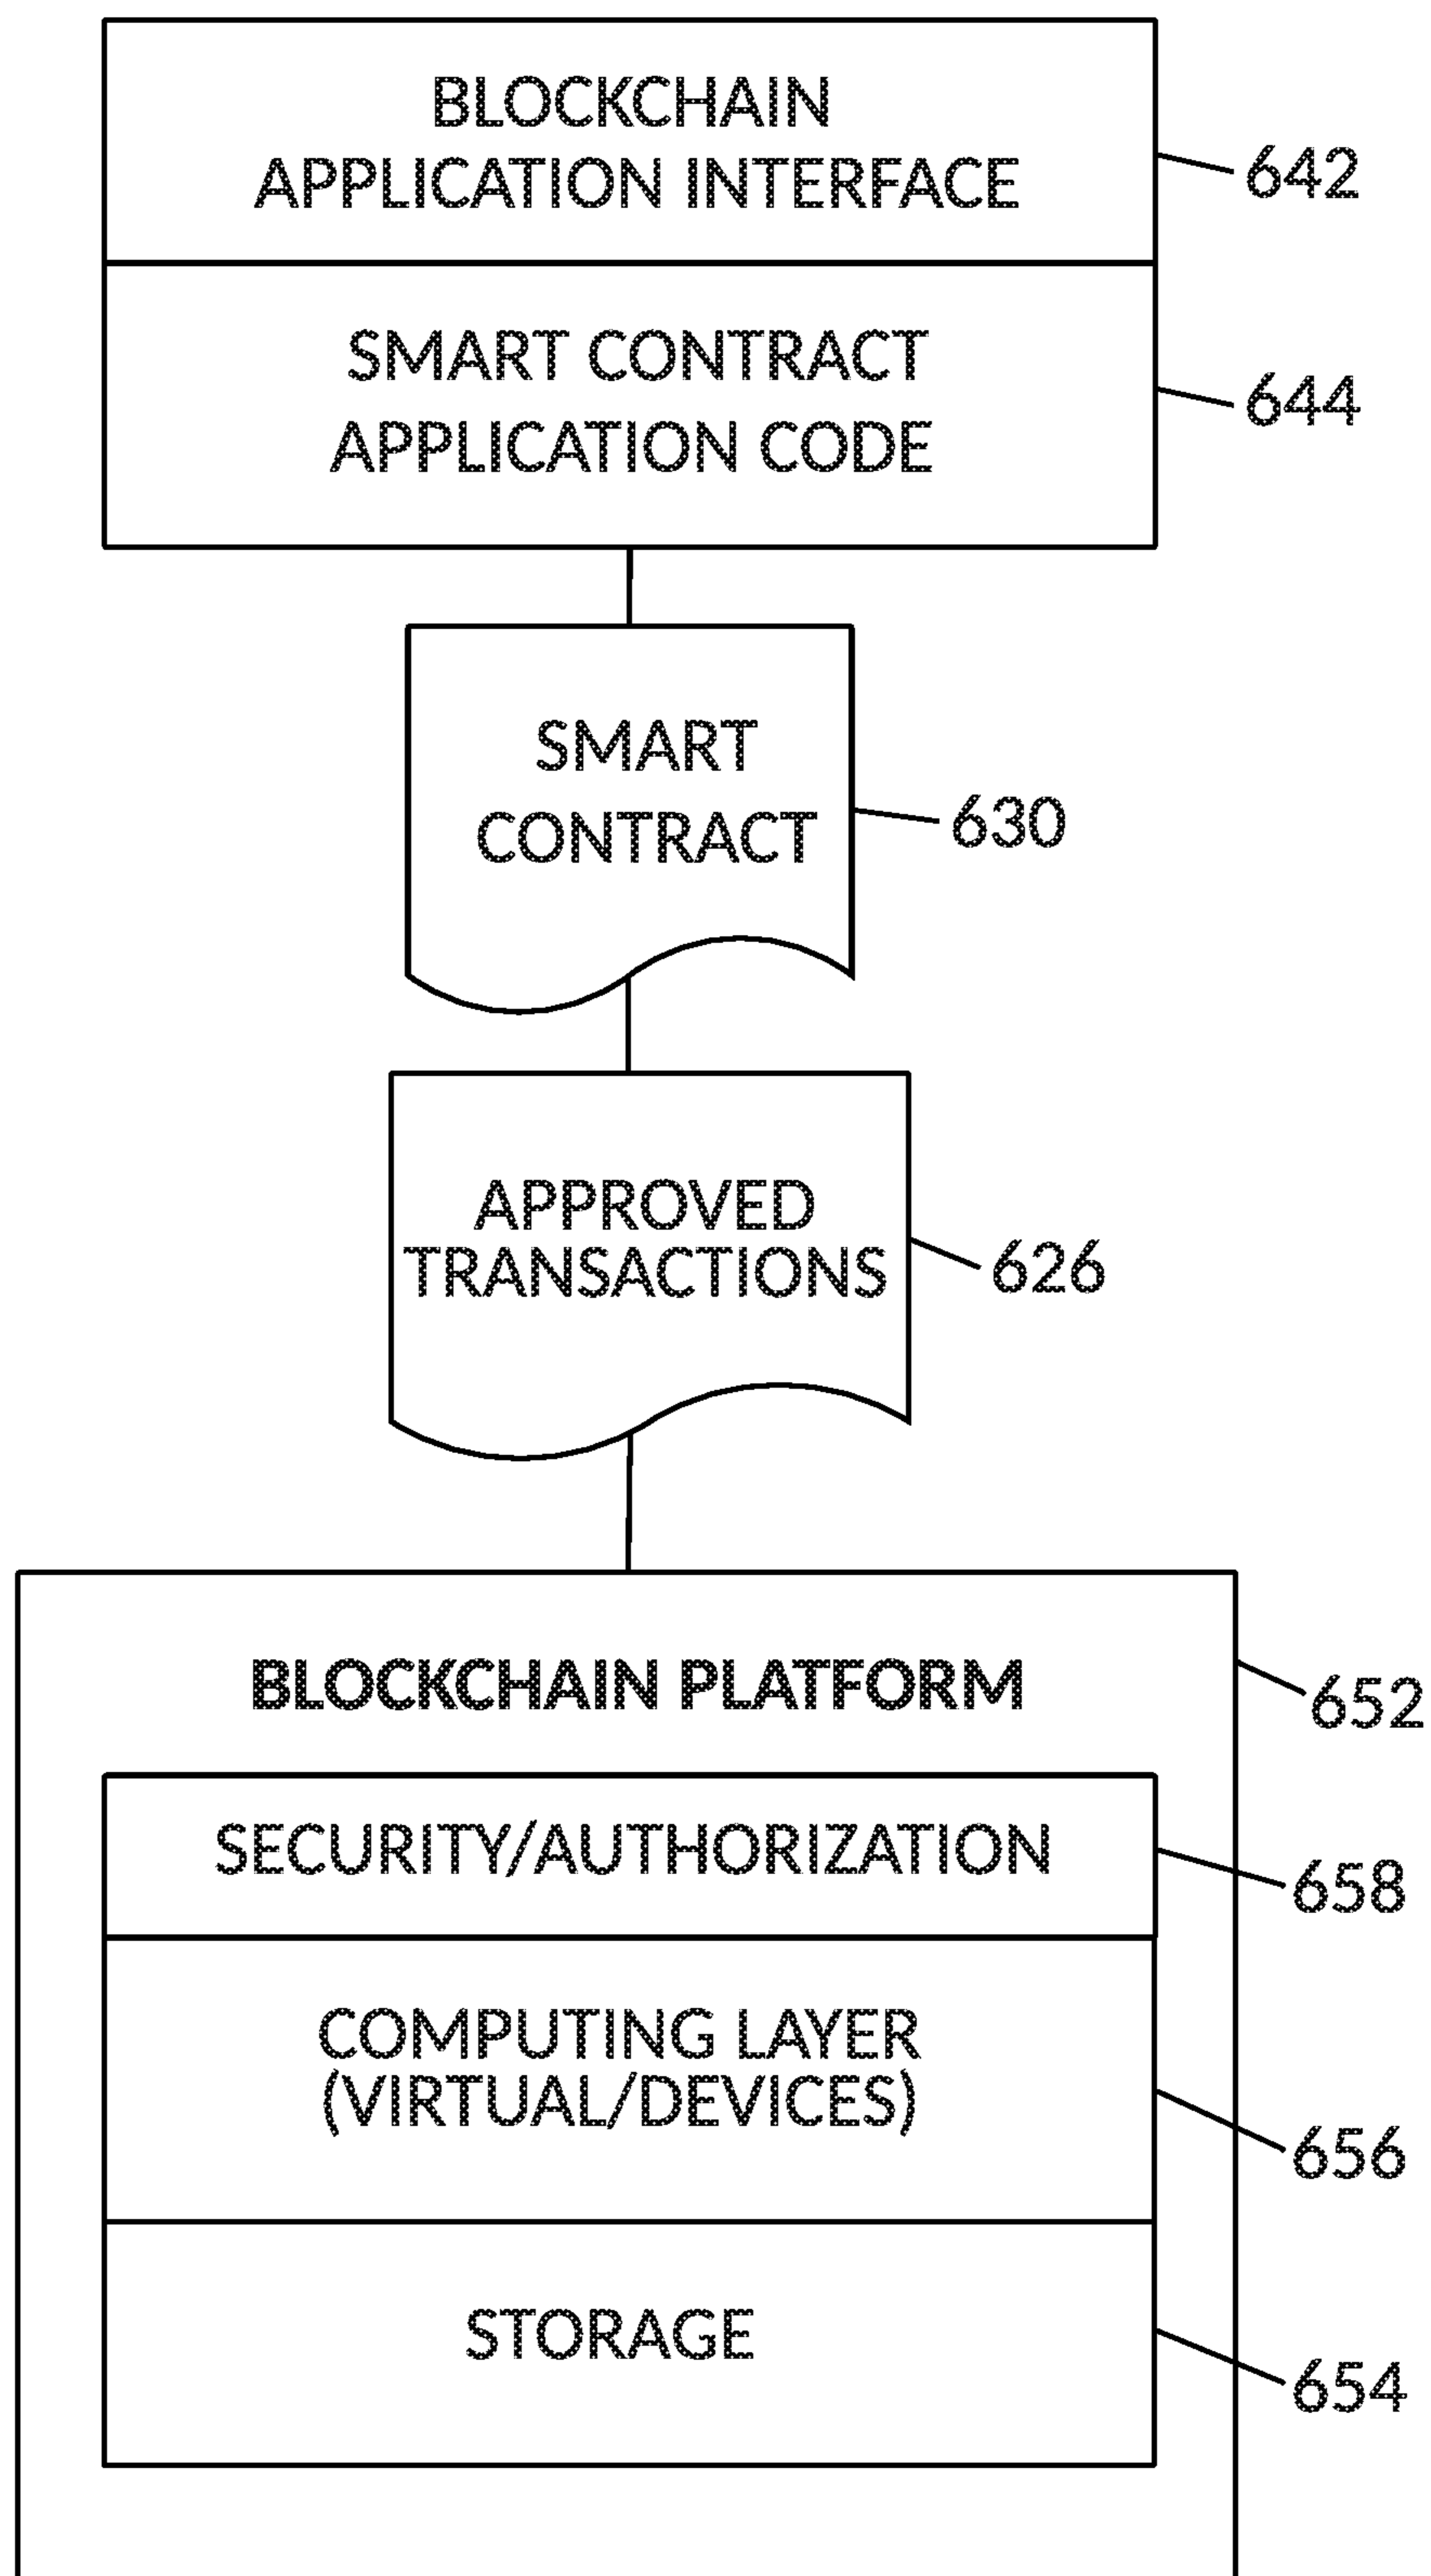 BLOCKCHAIN
APPLICATION INTERFACE
642
SMART CONTRACT
APPLICATION CODE
644
SMART
CONTRACT
630
APPROVED
TRANSACTIONS
626
BLOCKCHAIN PLATFORM
652
SECURITY/AUTHORIZATION
658
COMPUTING LAYER
(VIRTUAL/DEVICES)
656
STORAGE
654